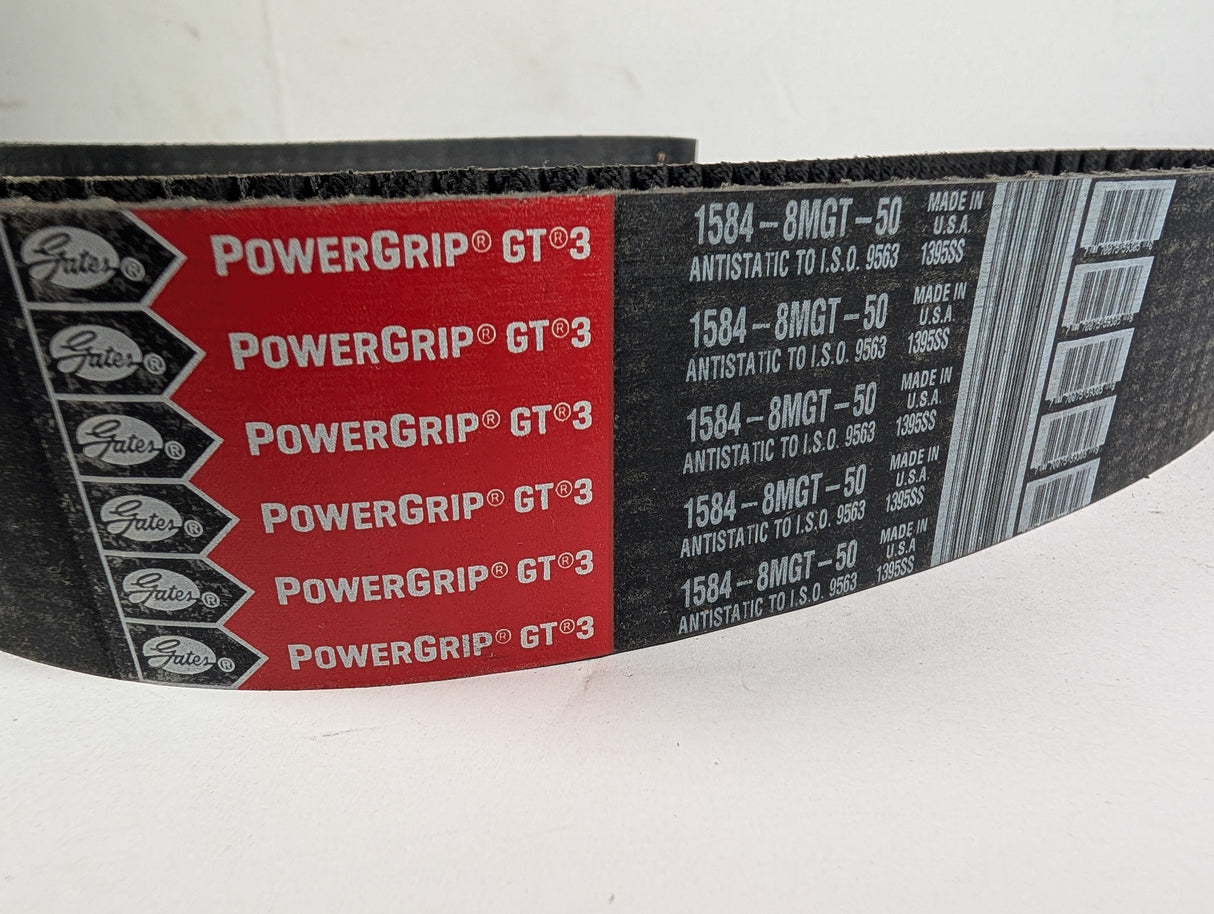 Gates® POWERGRIP® GT®3 1584-8MGT-50 MADE IN
U.S.A.
ANTISTATIC TO I.S.O. 9563 1395SS
Gates® POWERGRIP® GT®3 1584-8MGT-50 MADE IN
U.S.A.
ANTISTATIC TO I.S.O. 9563 1395SS
Gates® POWERGRIP® GT®3 1584-8MGT-50 MADE IN
U.S.A.
ANTISTATIC TO I.S.O. 9563 1395SS
Gates® POWERGRIP® GT®3 1584-8MGT-50 MADE IN
U.S.A.
ANTISTATIC TO I.S.O. 9563 1395SS
Gates® POWERGRIP® GT®3 1584-8MGT-50 MADE IN
U.S.A
ANTISTATIC TO I.S.O. 9563 1395SS
Gates® POWERGRIP® GT®3